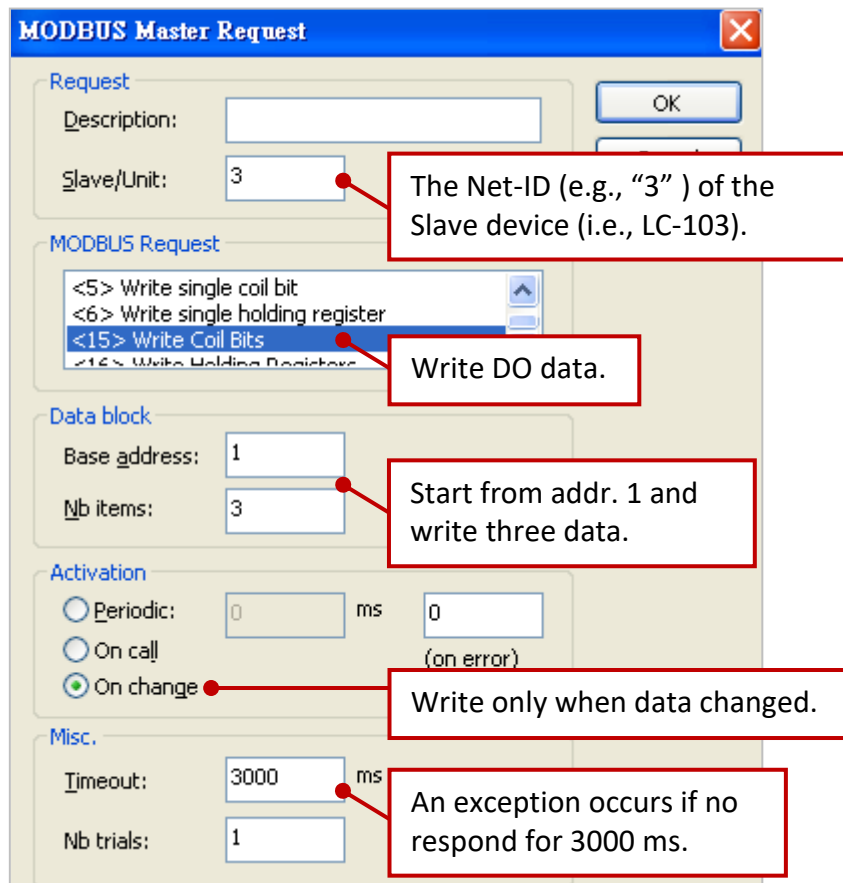 MODBUS Master Request
Request
Description:
OK
Slave/Unit:
3
The Net-ID (e.g., “3” ) of the
Slave device (i.e., LC-103).
MODBUS Request
<5> Write single coil bit
<6> Write single holding register
<15> Write Coil Bits
<16> Write Holding Registers
Write DO data.
Data block
Base address:
1
Nb items:
3
Start from addr. 1 and
write three data.
Activation
Periodic:
0
ms
0
On call
(on error)
On change
Write only when data changed.
Misc.
Timeout:
3000
ms
An exception occurs if no
respond for 3000 ms.
Nb trials:
1